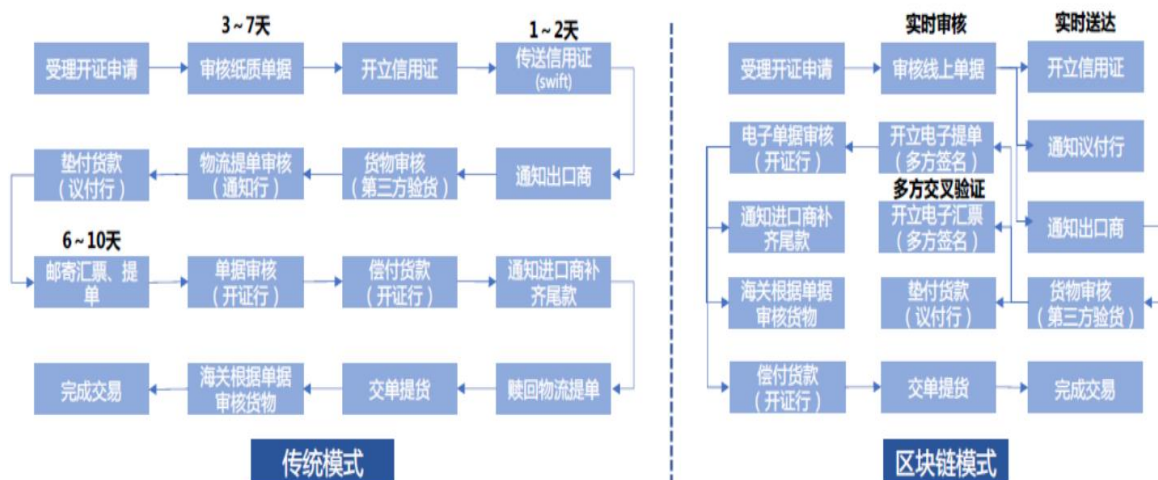 3～7天
1～2天
受理开证申请
审核纸质单据
开立信用证
传送信用证
(swift)
垫付货款
（议付行）
物流提单审核
（通知行）
货物审核
（第三方验货）
通知出口商
6～10天
邮寄汇票、提
单
单据审核
（开证行）
偿付货款
（开证行）
通知进口商补
齐尾款
完成交易
海关根据单据
审核货物
交单提货
赎回物流提单
传统模式
实时审核
实时送达
受理开证申请
审核线上单据
开立信用证
电子单据审核
（开证行）
开立电子提单
（多方签名）
通知议付行
多方交叉验证
通知进口商补
齐尾款
开立电子汇票
（多方签名）
通知出口商
海关根据单据
审核货物
垫付货款
（议付行）
货物审核
（第三方验货）
偿付货款
（开证行）
交单提货
完成交易
区块链模式